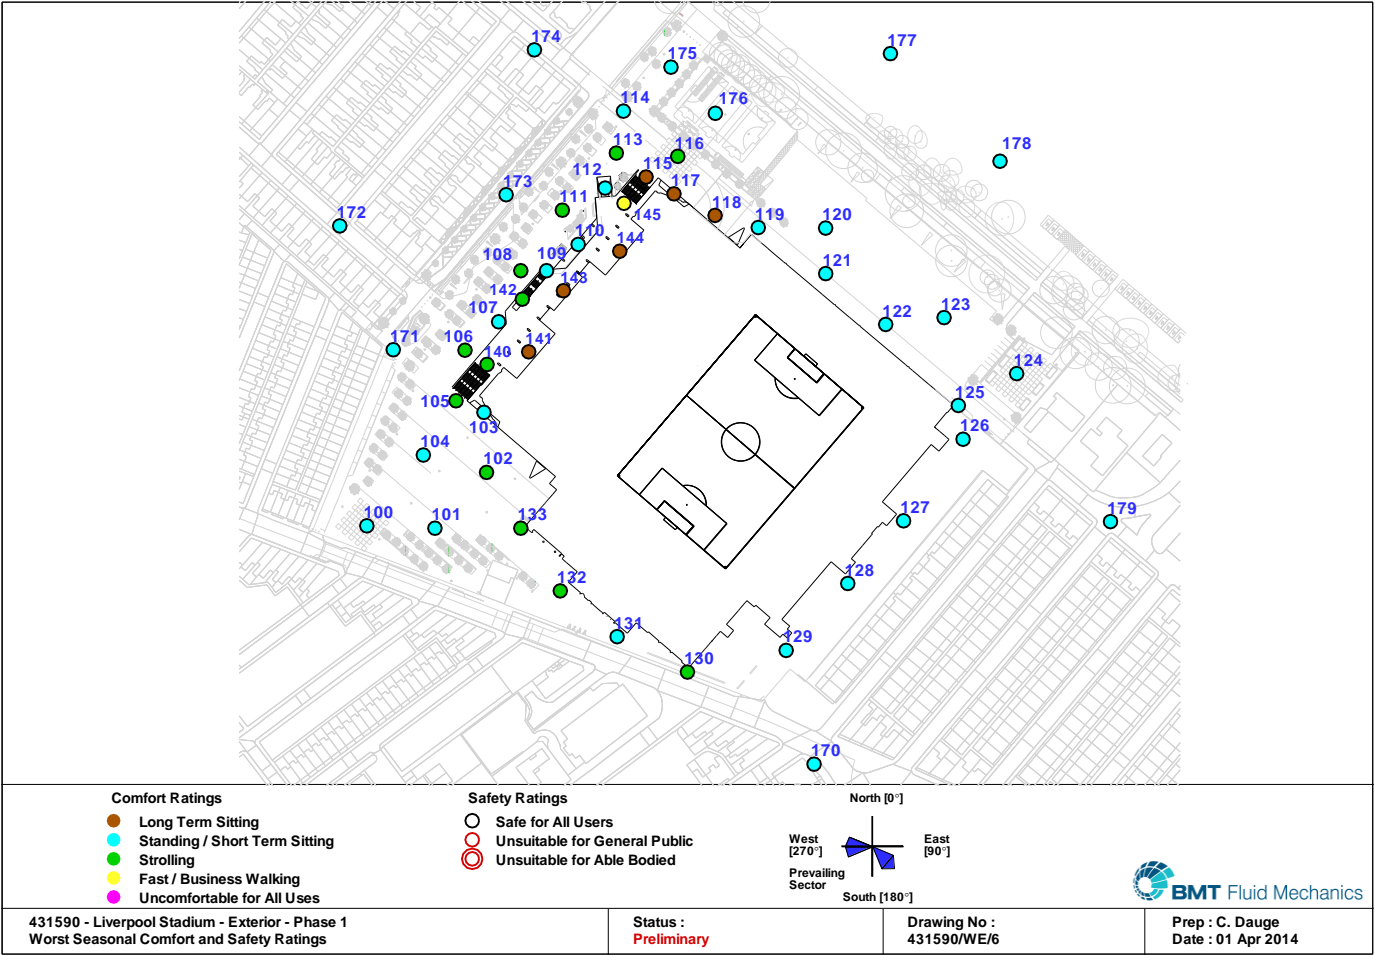 174
177
175
176
114
178
113
116
115
112
117
173
111
118
172
145
119
120
110
144
108
109
121
143
142
107
123
122
171
106
141
140
124
105
125
103
126
104
102
100
101
133
127
179
132
128
131
129
130
170
Comfort Ratings
Long Term Sitting
Standing / Short Term Sitting
Strolling
Fast / Business Walking
Uncomfortable for All Uses
Safety Ratings
Safe for All Users
Unsuitable for General Public
Unsuitable for Able Bodied
North [0°]
West
[270°]
East
[90°]
Prevailing
Sector
South [180°]
BMT Fluid Mechanics
431590 - Liverpool Stadium - Exterior - Phase 1
Worst Seasonal Comfort and Safety Ratings
Status :
Preliminary
Drawing No :
431590/WE/6
Prep : C. Dauge
Date : 01 Apr 2014